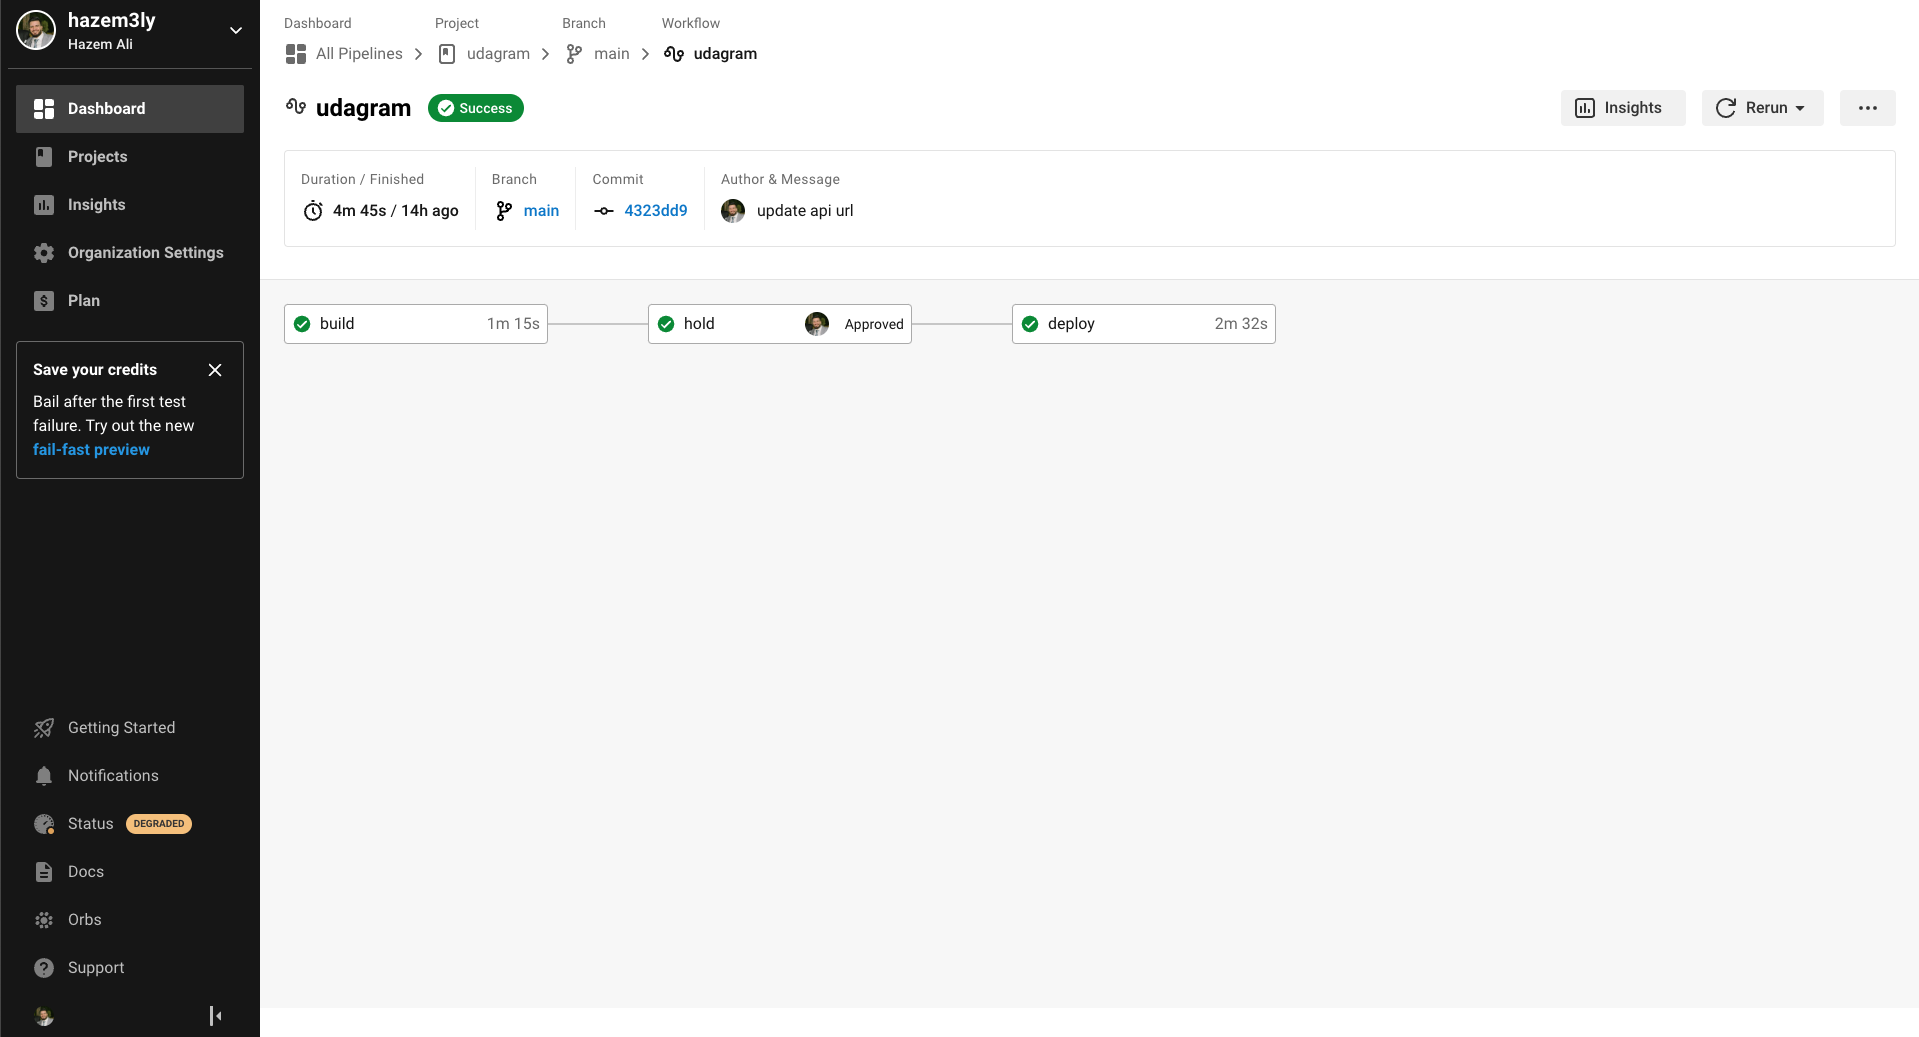 hazem3ly
Hazem Ali
Dashboard
Projects
Insights
Organization Settings
Plan
Save your credits
Bail after the first test
failure. Try out the new
fail-fast preview
Getting Started
Notifications
Status DEGRADED
Docs
Orbs
Support
Dashboard Project Branch Workflow
All Pipelines udagram main udagram
udagram Success Insights Rerun
Duration / Finished Branch Commit Author & Message
4m 45s / 14h ago main 4323dd9 update api url
build 1m 15s hold Approved deploy 2m 32s